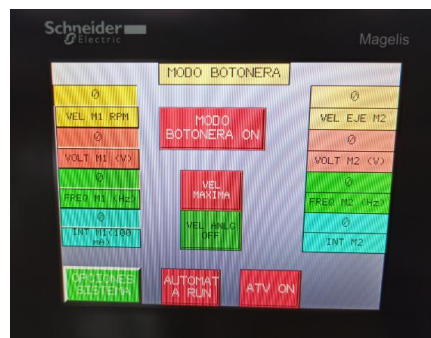 Schneider
Electric
Magelis
MODO BOTONERA
0
VEL M1 RPM
0
VOLT M1 (V)
0
FREQ M1 (Hz)
0
INT M1(100
mA)
MODO
BOTONERA ON
VEL
MAXIMA
VEL ANLG
OFF
0
VEL EJE M2
0
VOLT M2 (V)
0
FREQ M2 (Hz)
0
INT M2
OPCIONES
SISTEMA
AUTOMAT
A RUN
ATV ON